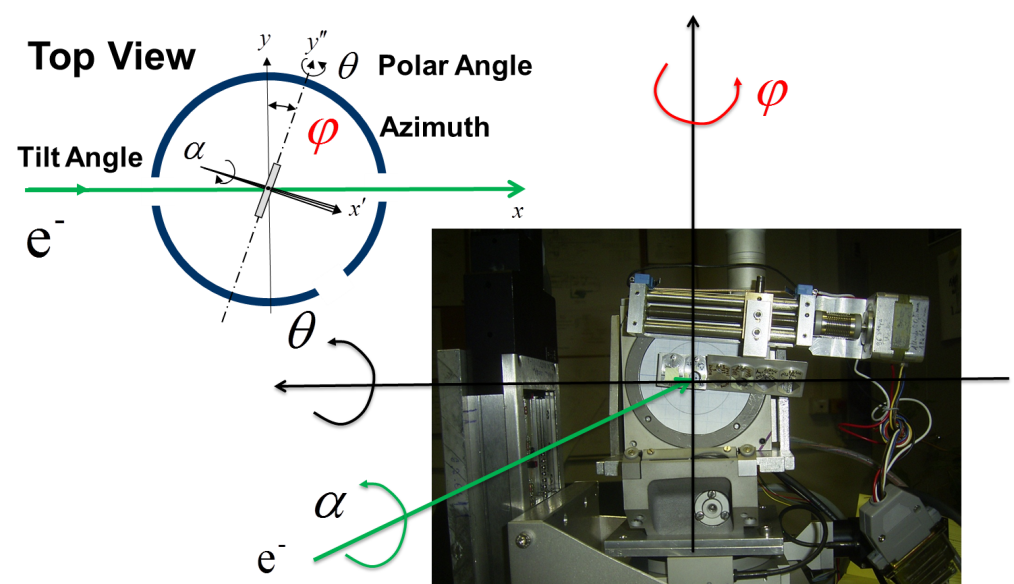 Top View
y
y″
θ
Polar Angle
φ
Azimuth
Tilt Angle
α
x′
x
e-
φ
θ
α
e-